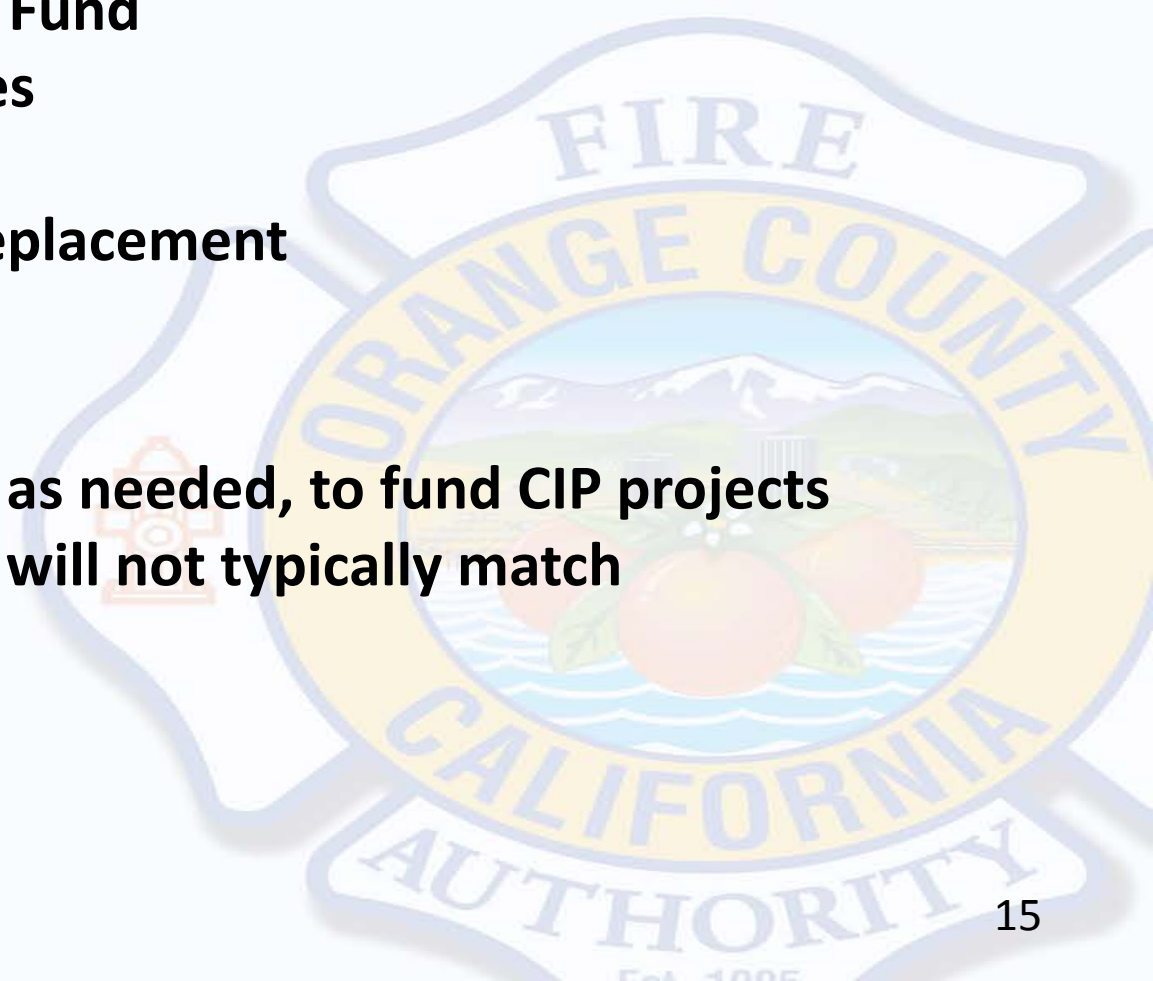 Fund
es
eplacement
as needed, to fund CIP projects
will not typically match
FIRE
ORANGE COUNTY
CALIFORNIA
AUTHORITY
15